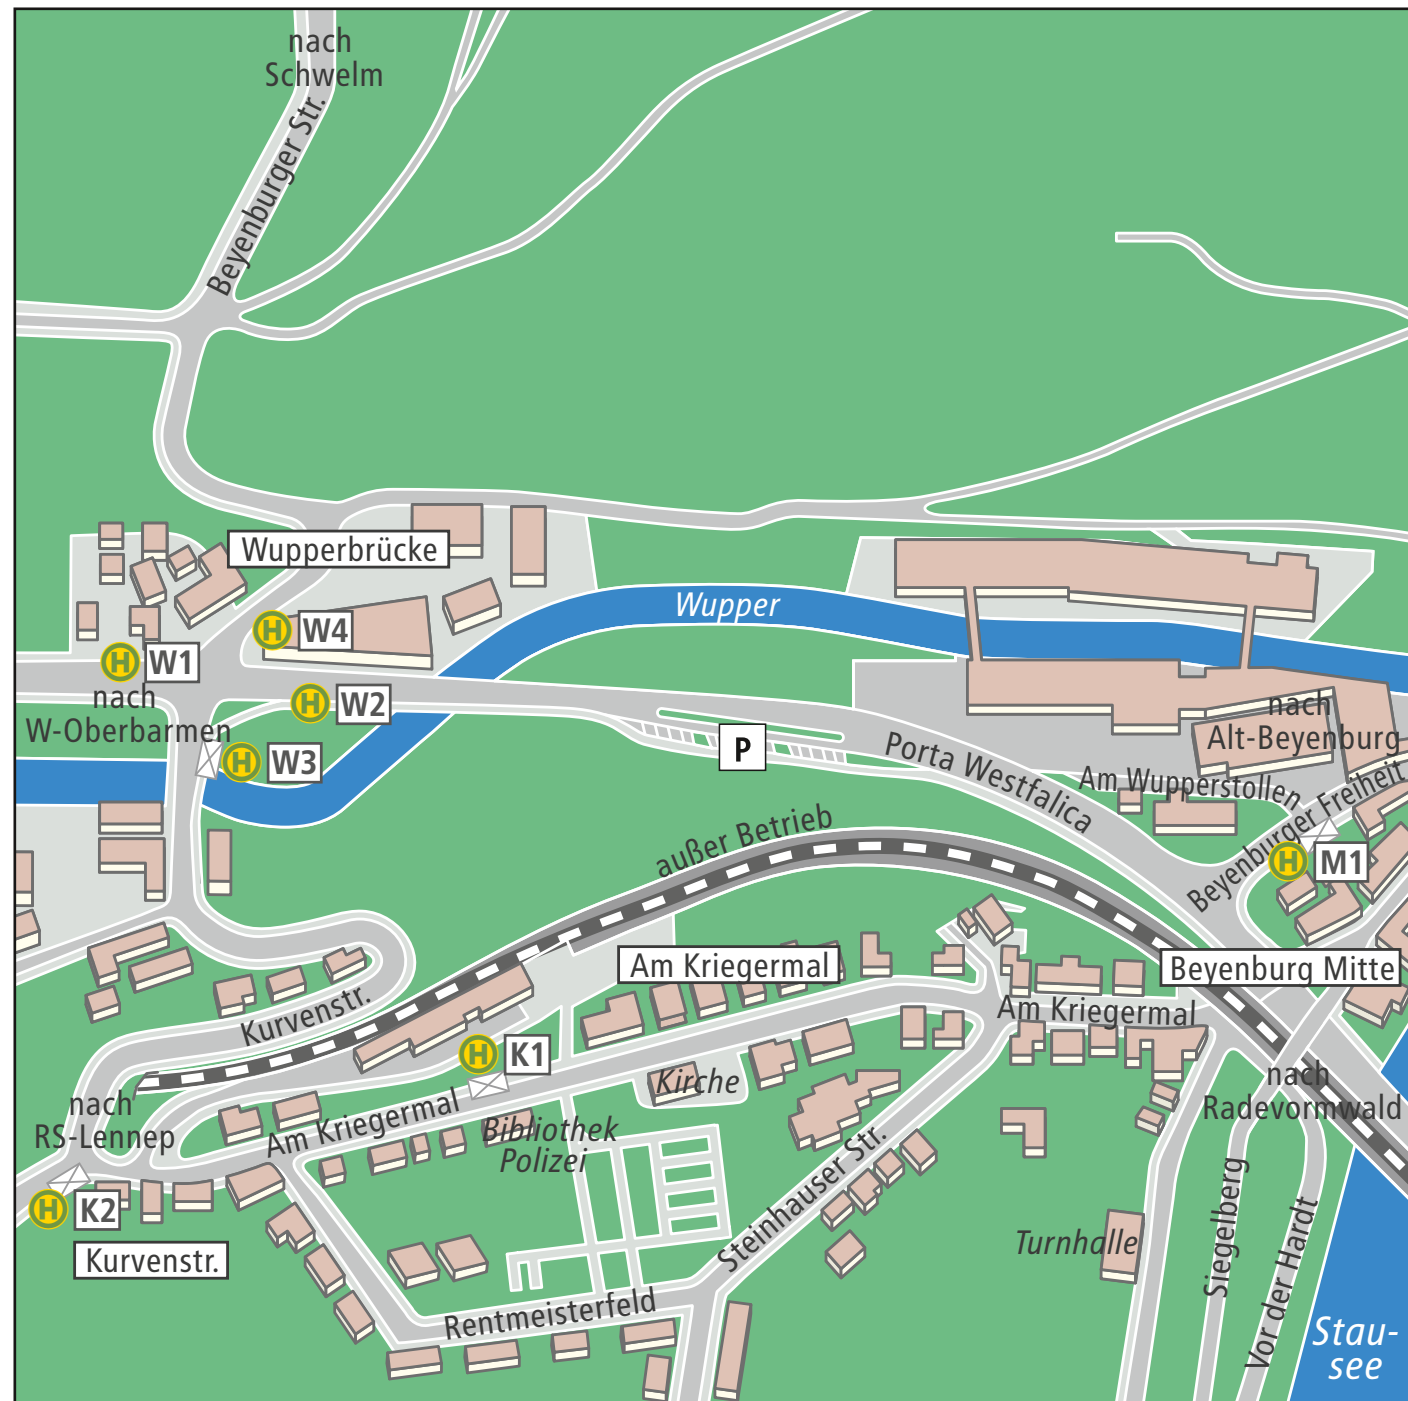 nach
Schwelm
Beyenburger Str.
Wupperbrücke
Wupper
H W4
H W1
nach
W-Oberbarmen
H W2
H W3
P
Porta Westfalica
nach
Alt-Beyenburg
Am Wupperstollen
Beyenburger Freiheit
außer Betrieb
H M1
Am Kriegermal
Beyenburg Mitte
Kurvenstr.
Am Kriegermal
H K1
Kirche
nach
Radevormwald
nach
RS-Lennep
Am Kriegermal
Bibliothek
Polizei
Steinhauser Str.
H K2
Kurvenstr.
Turnhalle
Siegelberg
Vor der Hardt
Rentmeisterfeld
Stau-
see